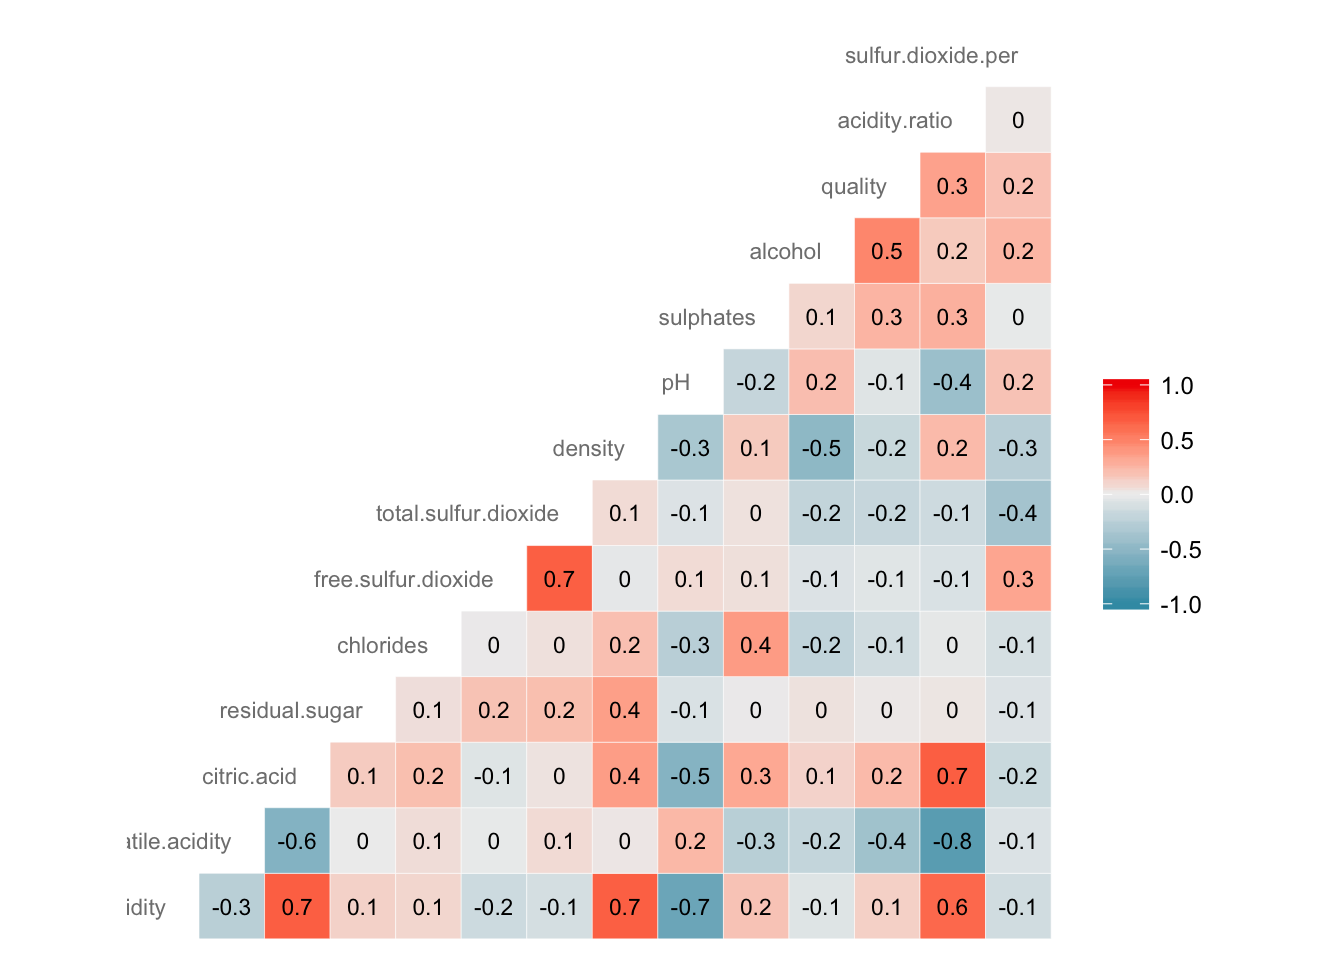 sulfur.dioxide.per
acidity.ratio 0
quality 0.3 0.2
alcohol 0.5 0.2 0.2
sulphates 0.1 0.3 0.3 0
pH -0.2 0.2 -0.1 -0.4 0.2
density -0.3 0.1 -0.5 -0.2 0.2 -0.3
total.sulfur.dioxide 0.1 -0.1 0 -0.2 -0.2 -0.1 -0.4
free.sulfur.dioxide 0.7 0 0.1 0.1 -0.1 -0.1 -0.1 0.3
chlorides 0 0 0.2 -0.3 0.4 -0.2 -0.1 0 -0.1
residual.sugar 0.1 0.2 0.2 0.4 -0.1 0 0 0 0 -0.1
citric.acid 0.1 0.2 -0.1 0 0.4 -0.5 0.3 0.1 0.2 0.7 -0.2
atile.acidity -0.6 0 0.1 0 0.1 0 0.2 -0.3 -0.2 -0.4 -0.8 -0.1
idity -0.3 0.7 0.1 0.1 -0.2 -0.1 0.7 -0.7 0.2 -0.1 0.1 0.6 -0.1
1.0
0.5
0.0
-0.5
-1.0